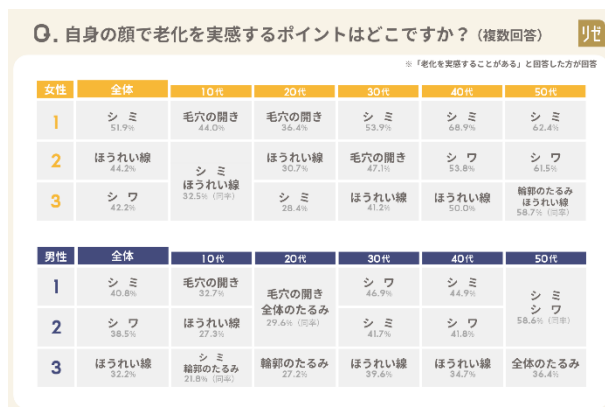 Q. 自身の顔で老化を実感するポイントはどこですか?(複数回答)
リゼ
※「老化を実感することがある」と回答した方が回答
女性 全体 10代 20代 30代 40代 50代
1 シミ 51.9% 毛穴の開き 44.0% 毛穴の開き 36.4% シミ 53.9% シミ 68.9% シミ 62.4%
2 ほうれい線 44.2% シミ ほうれい線 32.5%(同率) ほうれい線 30.7% 毛穴の開き 47.1% シワ 53.8% シワ 61.5%
3 シワ 42.2% シミ 28.4% ほうれい線 41.2% ほうれい線 50.0% 輪郭のたるみ ほうれい線 58.7%(同率)
男性 全体 10代 20代 30代 40代 50代
1 シミ 40.8% 毛穴の開き 32.7% 毛穴の開き 全体のたるみ 29.6%(同率) シワ 46.9% シミ 44.9% シミ シワ 58.6%(同率)
2 シワ 38.5% ほうれい線 27.3% シミ 41.7% シワ 41.8%
3 ほうれい線 32.2% シミ 輪郭のたるみ 21.8%(同率) 輪郭のたるみ 27.2% ほうれい線 39.6% ほうれい線 34.7% 全体のたるみ 36.4%